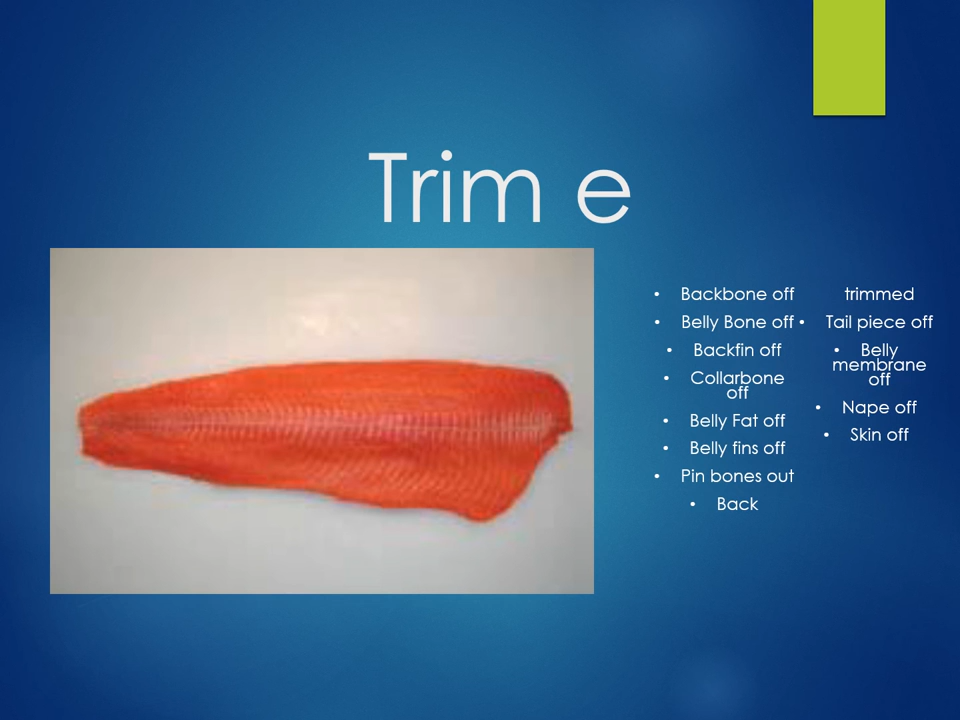 Trim e
• Backbone off
• Belly Bone off
• Backfin off
• Collarbone
off
• Belly Fat off
• Belly fins off
• Pin bones out
• Back
trimmed
• Tail piece off
• Belly
membrane
off
• Nape off
• Skin off